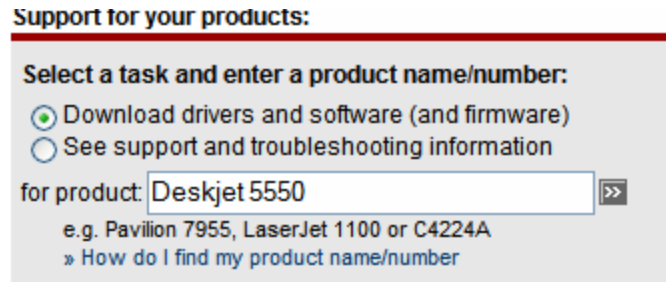 Support for your products:
Select a task and enter a product name/number:
Download drivers and software (and firmware)
See support and troubleshooting information
for product: Deskjet 5550 >>
e.g. Pavilion 7955, LaserJet 1100 or C4224A
» How do I find my product name/number